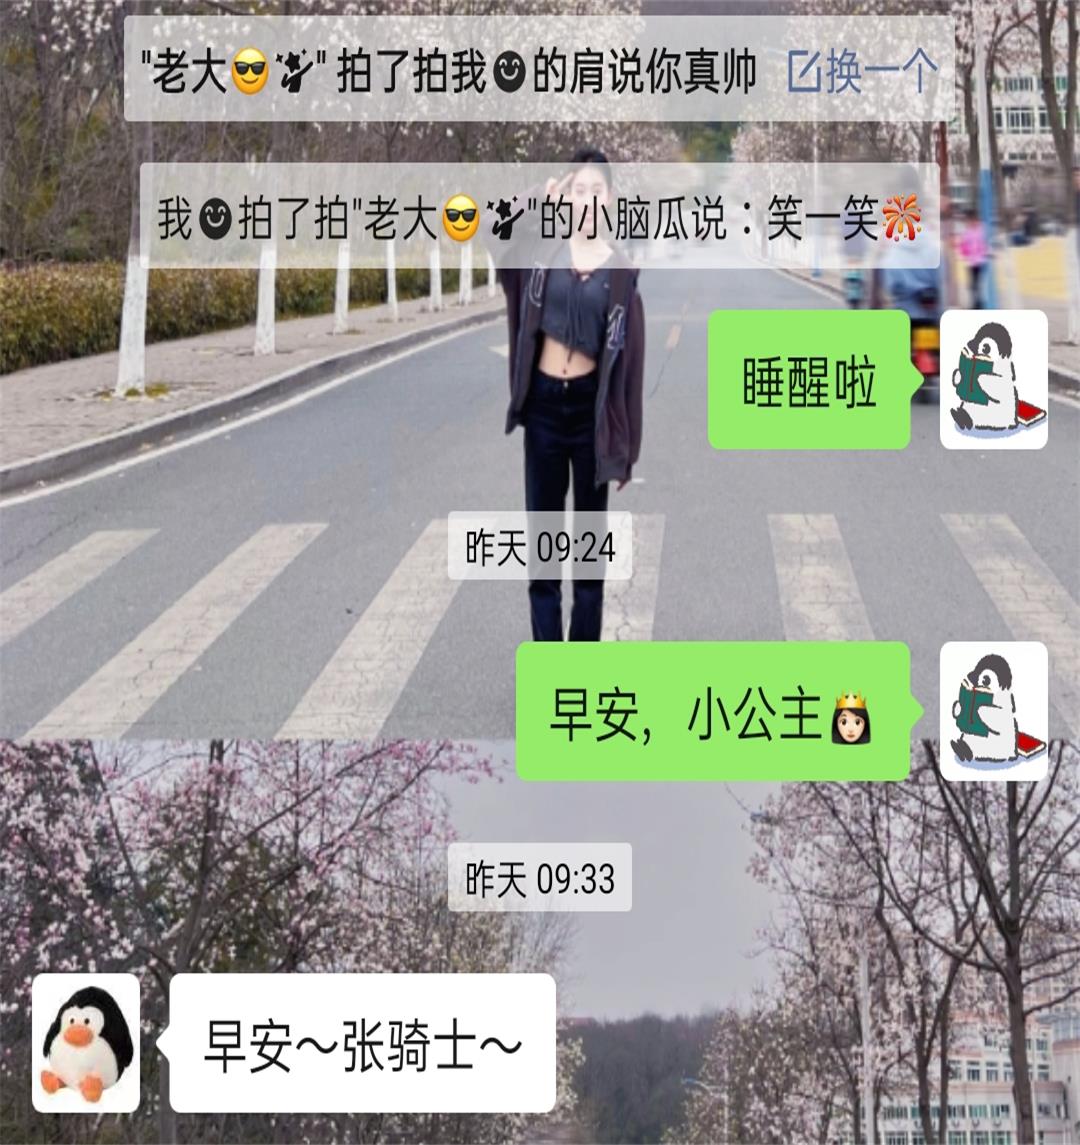 "老大😎🪄" 拍了拍我☻的肩说你真帅 换一个
我☻拍了拍"老大😎🪄"的小脑瓜说：笑一笑🎆
睡醒啦
昨天 09:24
早安，小公主👸
昨天 09:33
早安～张骑士～